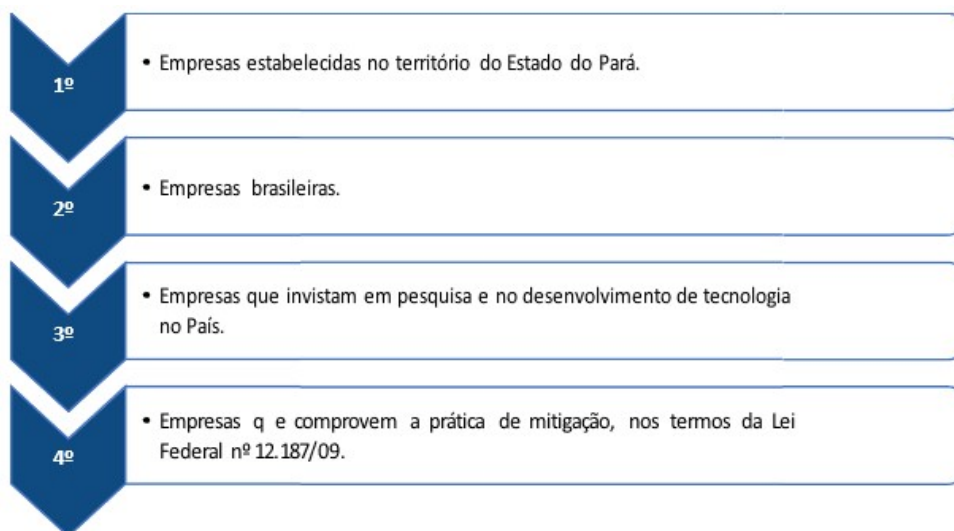 1º
• Empresas estabelecidas no território do Estado do Pará.
2º
• Empresas brasileiras.
3º
• Empresas que invistam em pesquisa e no desenvolvimento de tecnologia
no País.
4º
• Empresas q e comprovem a prática de mitigação, nos termos da Lei
Federal nº 12.187/09.